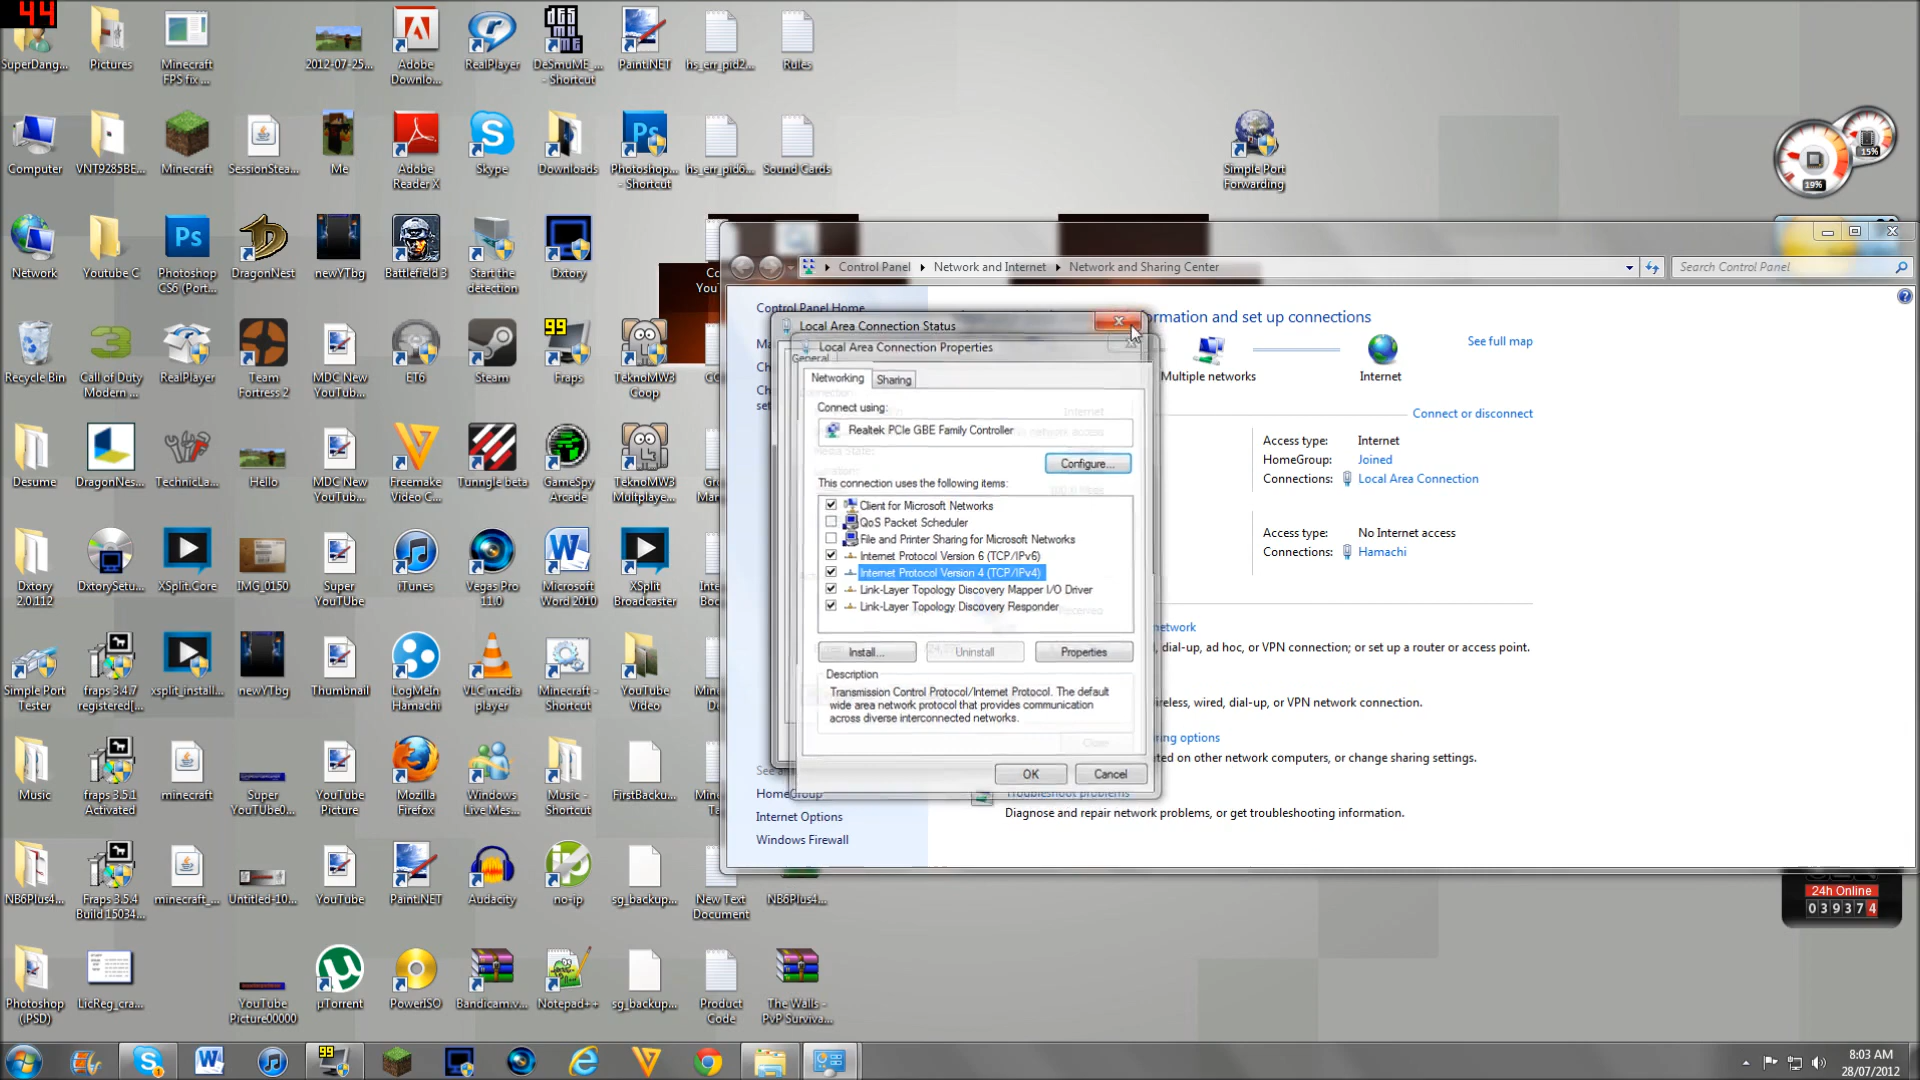 44
SuperDang...
Pictures
Minecraft FPS fix ...
2012-07-25...
Adobe Downlo...
RealPlayer
DeSmuME_... - Shortcut
Paint.NET
hs_err_pid2...
Rules
Computer
VNT9285BE...
Minecraft
SessionStea...
Me
Adobe Reader X
Skype
Downloads
Photoshop... - Shortcut
hs_err_pid6...
Sound Cards
Simple Port Forwarding
19%
15%
Network
Youtube C
Photoshop CS6 (Port...
DragonNest
newYTbg
Battlefield 3
Start the detection
Dxtory
Recycle Bin
Call of Duty Modern ...
RealPlayer
Team Fortress 2
MDC New YouTub...
ET6
Steam
Fraps
TeknoMW3 Coop
Desume
DragonNes...
TechnicLa...
Hello
MDC New YouTub...
Freemake Video C...
Tunngle beta
GameSpy Arcade
TeknoMW3 Multplaye...
Dxtory 2.0.112
DxtorySetu...
XSplit.Core
IMG_0150
Super YouTUbe
iTunes
Vegas Pro 11.0
Microsoft Word 2010
XSplit Broadcaster
Simple Port Tester
fraps 3.4.7 registered[...
xsplit_install...
newYtbg
Thumbnail
LogMeIn Hamachi
VLC media player
Minecraft - Shortcut
YouTube Video
Music
fraps 3.5.1 Activated
minecraft
Super YouTUbe0...
YouTube Picture
Mozilla Firefox
Windows Live Mes...
Music - Shortcut
FirstBacku...
NB6Plus4...
Fraps 3.5.4 Build 15034...
minecraft_...
Untitled-10...
YouTube
Paint.NET
Audacity
no-ip
sg_backup...
New Text Document
NB6Plus4...
Photoshop (.PSD)
LicReg_cra...
YouTube Picture00000
µTorrent
PowerISO
Bandicam.v...
Notepad++
sg_backup...
Product Code
The Walls - PvP Surviva...
Control Panel
Network and Internet
Network and Sharing Center
Search Control Panel
Control Panel Home
ormation and set up connections
See full map
Multiple networks
Internet
Connect or disconnect
Access type: Internet
HomeGroup: Joined
Connections: Local Area Connection
Access type: No Internet access
Connections: Hamachi
network
, dial-up, ad hoc, or VPN connection; or set up a router or access point.
ireless, wired, dial-up, or VPN network connection.
ring options
ted on other network computers, or change sharing settings.
Troubleshoot problems
Diagnose and repair network problems, or get troubleshooting information.
HomeGroup
Internet Options
Windows Firewall
Local Area Connection Status
General
Local Area Connection Properties
Networking
Sharing
Connect using:
Realtek PCIe GBE Family Controller
Configure...
This connection uses the following items:
Client for Microsoft Networks
QoS Packet Scheduler
File and Printer Sharing for Microsoft Networks
Internet Protocol Version 6 (TCP/IPv6)
Internet Protocol Version 4 (TCP/IPv4)
Link-Layer Topology Discovery Mapper I/O Driver
Link-Layer Topology Discovery Responder
Install...
Uninstall
Properties
Description
Transmission Control Protocol/Internet Protocol. The default
wide area network protocol that provides communication
across diverse interconnected networks.
Close
OK
Cancel
24h Online
039374
99
8:03 AM
28/07/2012